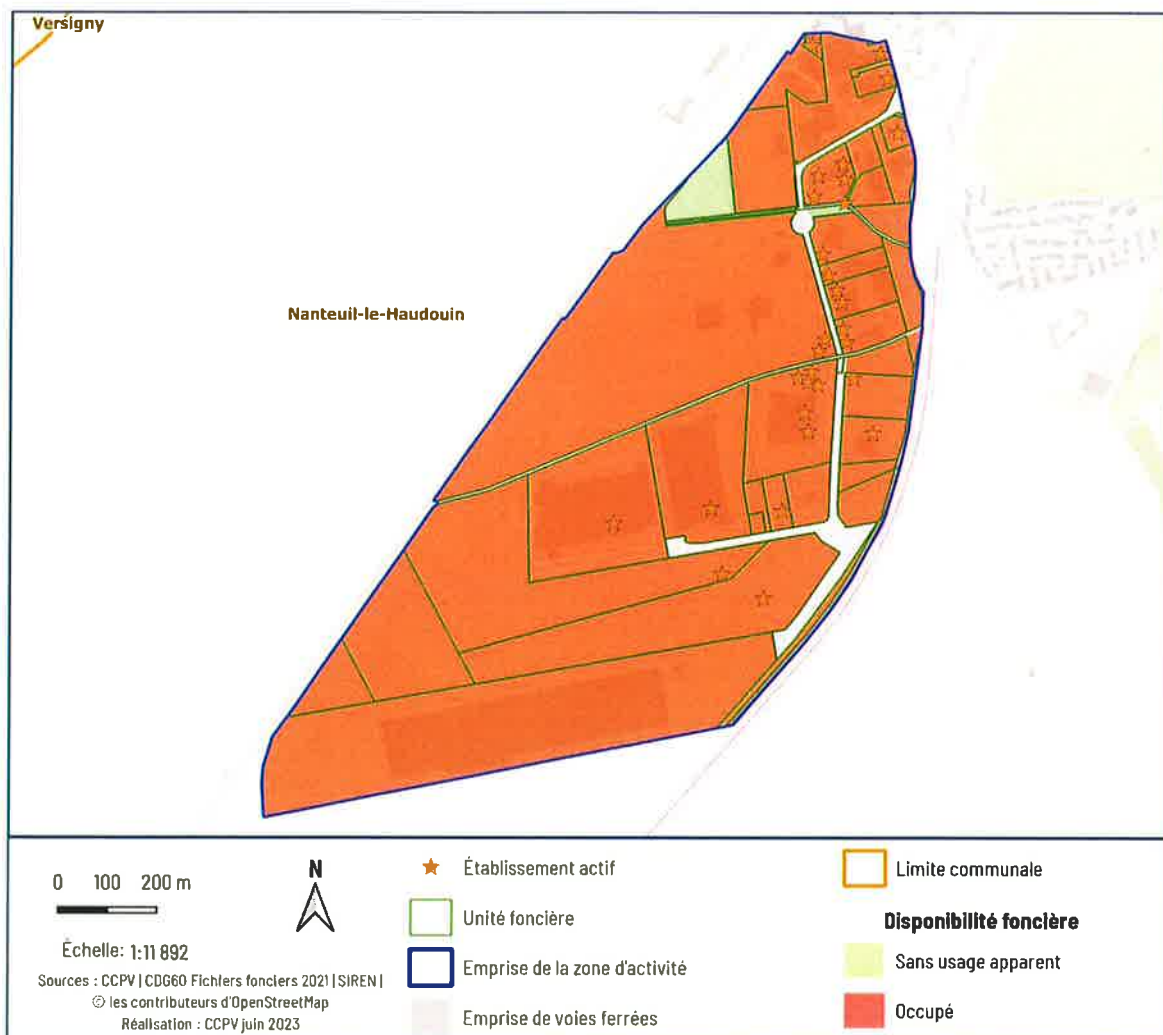 Versigny
Nanteuil-le-Haudouin
0 100 200 m
N
Échelle: 1:11 892
Sources : CCPV | CDG60 Fichiers fonciers 2021 | SIREN |
© les contributeurs d'OpenStreetMap
Réalisation : CCPV juin 2023
Établissement actif
Unité foncière
Emprise de la zone d'activité
Emprise de voies ferrées
Limite communale
Disponibilité foncière
Sans usage apparent
Occupé